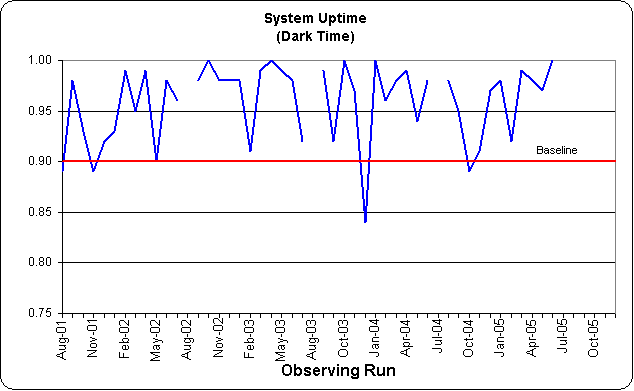 System Uptime
(Dark Time)
1.00
0.95
0.90
0.85
0.80
0.75
Baseline
Aug-01
Nov-01
Feb-02
May-02
Aug-02
Nov-02
Feb-03
May-03
Aug-03
Oct-03
Jan-04
Apr-04
Jul-04
Oct-04
Jan-05
Apr-05
Jul-05
Oct-05
Observing Run